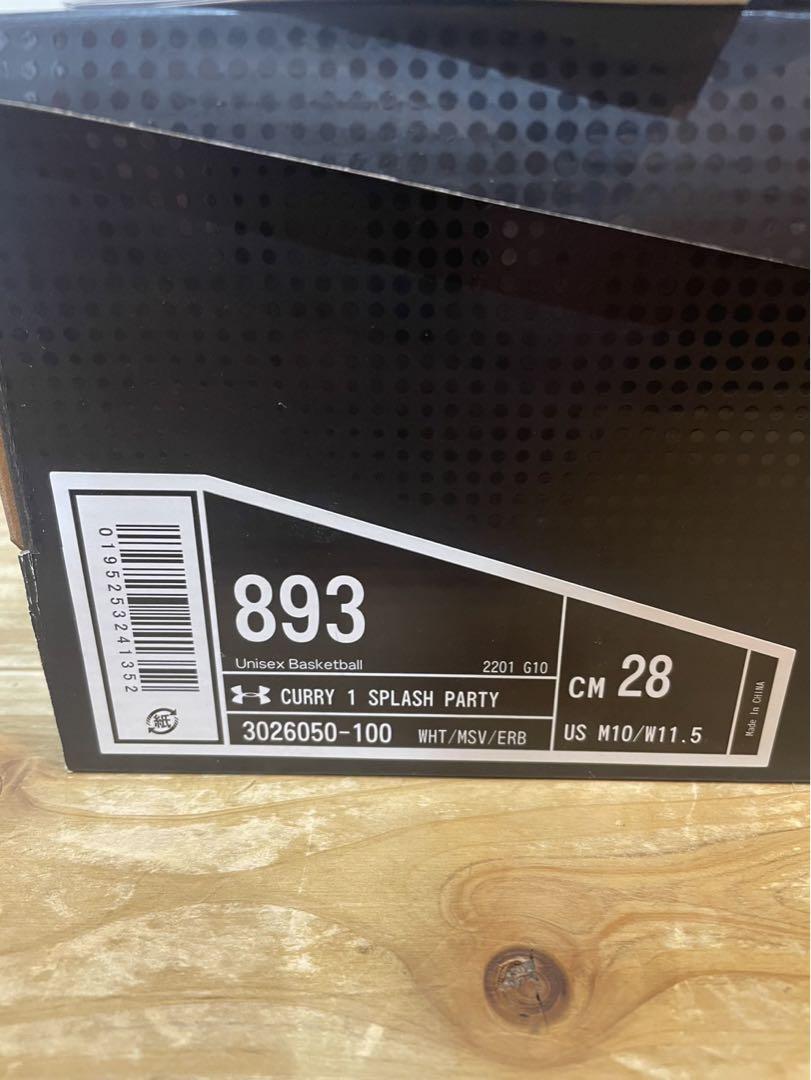 0195253241352
紙
893
Unisex Basketball
2201 G10
CURRY 1 SPLASH PARTY
3026050-100 WHT/MSV/ERB
CM 28
US M10/W11.5
Made In CHINA